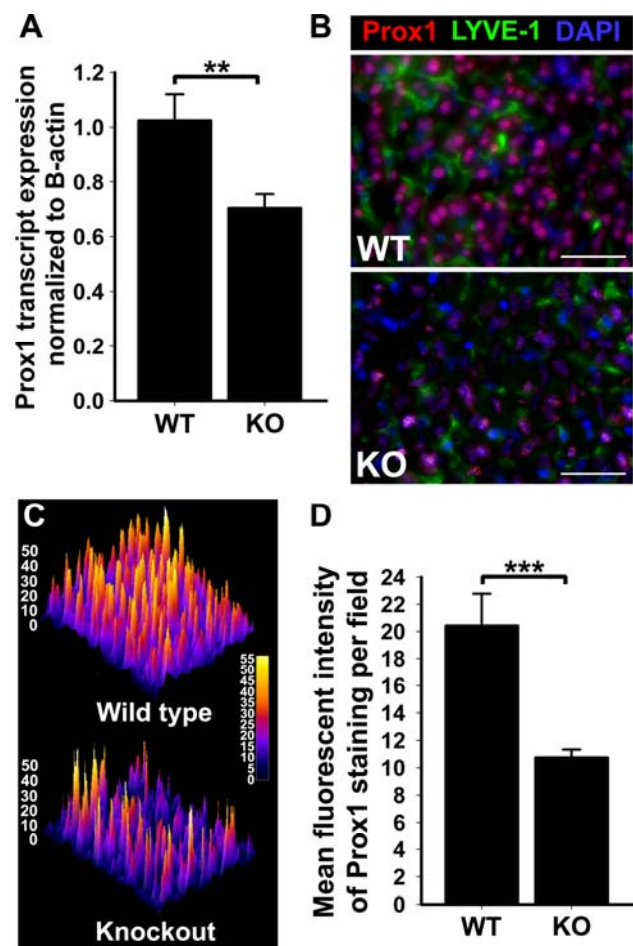 A
Prox1 transcript expression
normalized to B-actin
1.2
1.0
0.8
0.6
0.4
0.2
0.0
**
WT
KO
B
Prox1 LYVE-1 DAPI
WT
KO
C
50
40
30
20
10
0
Wild type
55
50
45
40
35
30
25
20
15
10
5
0
50
40
30
20
10
0
Knockout
D
Mean fluorescent intensity
of Prox1 staining per field
24
22
20
18
16
14
12
10
8
6
4
2
0
***
WT
KO